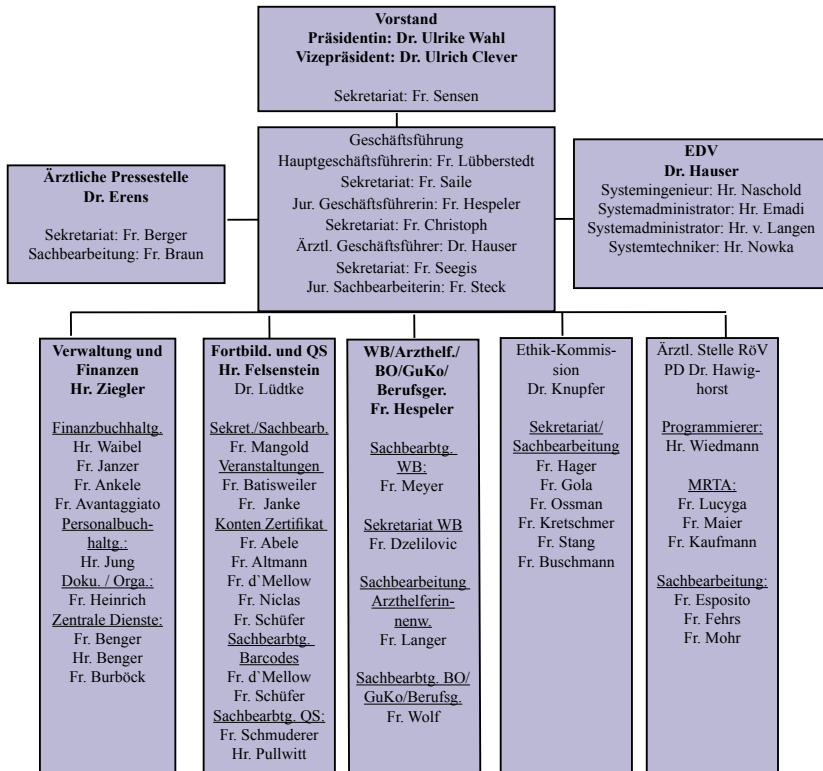 Vorstand
Präsidentin: Dr. Ulrike Wahl
Vizepräsident: Dr. Ulrich Clever
Sekretariat: Fr. Sensen
Geschäftsführung
Hauptgeschäftsführerin: Fr. Lübberstedt
Sekretariat: Fr. Saile
Jur. Geschäftsführerin: Fr. Hespeler
Sekretariat: Fr. Christoph
Ärztl. Geschäftsführer: Dr. Hauser
Sekretariat: Fr. Seegis
Jur. Sachbearbeiterin: Fr. Steck
Ärztliche Pressestelle
Dr. Erens
Sekretariat: Fr. Berger
Sachbearbeitung: Fr. Braun
EDV
Dr. Hauser
Systemingenieur: Hr. Naschold
Systemadministrator: Hr. Emadi
Systemadministrator: Hr. v. Langen
Systemtechniker: Hr. Nowka
Verwaltung und
Finanzen
Hr. Ziegler
Finanzbuchhaltg.
Hr. Waibel
Fr. Janzer
Fr. Ankele
Fr. Avantaggiato
Personalbuch-
haltg.:
Hr. Jung
Doku. / Orga.:
Fr. Heinrich
Zentrale Dienste:
Fr. Benger
Hr. Benger
Fr. Burböck
Fortbild. und QS
Hr. Felsenstein
Dr. Lüdtke
Sekret./Sachbearb.
Fr. Mangold
Veranstaltungen
Fr. Batisweiler
Fr. Janke
Konten Zertifikat
Fr. Abele
Fr. Altmann
Fr. d`Mellow
Fr. Niclas
Fr. Schüfer
Sachbearbtg.
Barcodes
Fr. d`Mellow
Fr. Schüfer
Sachbearbtg. QS:
Fr. Schmuderer
Hr. Pullwitt
WB/Arzthelf./
BO/GuKo/
Berufsger.
Fr. Hespeler
Sachbearbtg.
WB:
Fr. Meyer
Sekretariat WB
Fr. Dzelilovic
Sachbearbeitung
Arzthelferin-
nenw.
Fr. Langer
Sachbearbtg. BO/
GuKo/Berufsg.
Fr. Wolf
Ethik-Kommis-
sion
Dr. Knupfer
Sekretariat/
Sachbearbeitung
Fr. Hager
Fr. Gola
Fr. Ossman
Fr. Kretschmer
Fr. Stang
Fr. Buschmann
Ärztl. Stelle RöV
PD Dr. Hawig-
horst
Programmierer:
Hr. Wiedmann
MRTA:
Fr. Lucyga
Fr. Maier
Fr. Kaufmann
Sachbearbeitung:
Fr. Esposito
Fr. Fehrs
Fr. Mohr